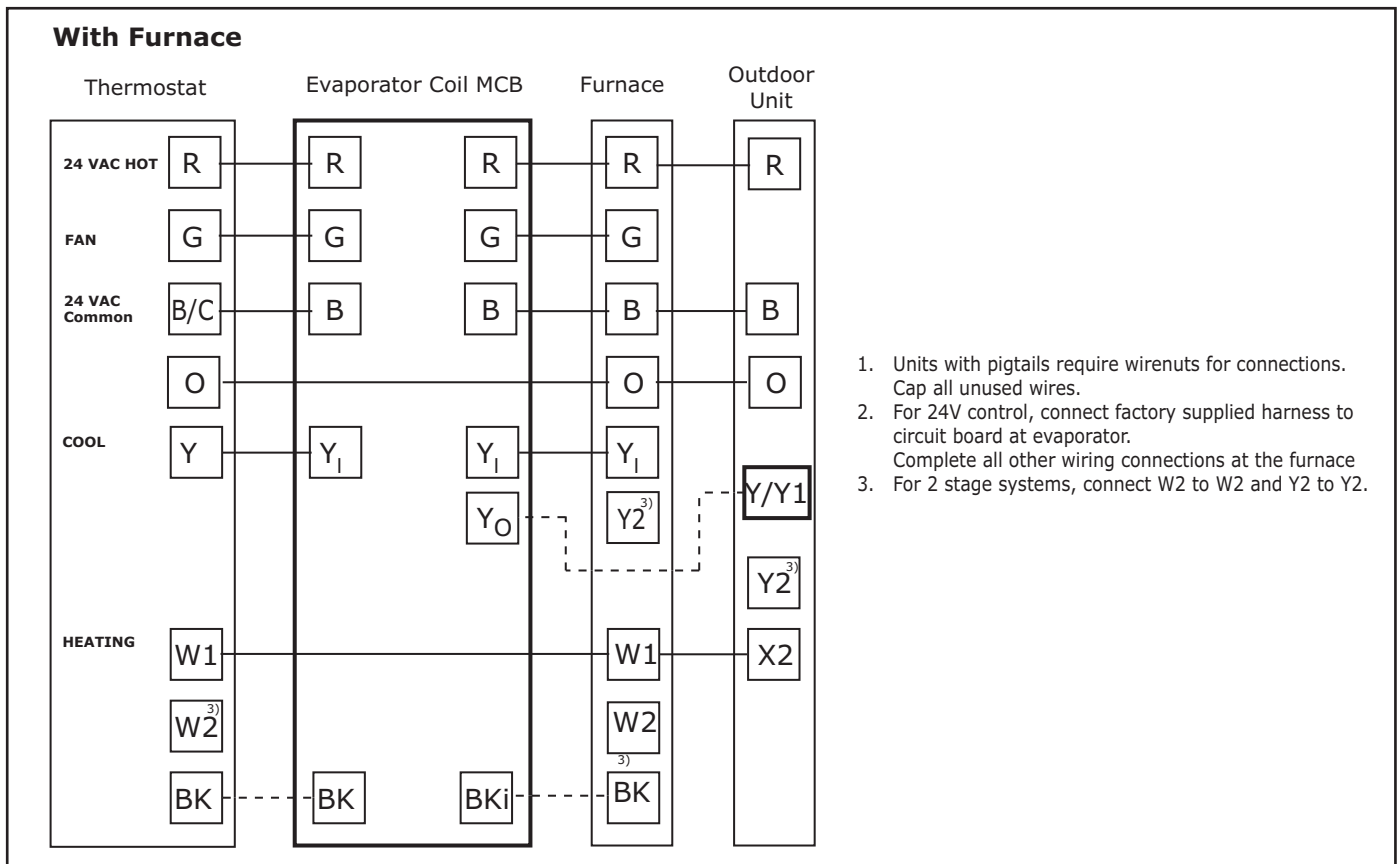 With Furnace
Thermostat Evaporator Coil MCB Furnace Outdoor
Unit
24 VAC HOT R R R R R
FAN G G G G
24 VAC
Common B/C B B B B
O O O
COOL Y YI YI YI
YO Y2 3) Y/Y1
Y2 3)
HEATING W1 W1 X2
W2 3) W2
3)
BK BK BKi BK
1. Units with pigtails require wirenuts for connections.
Cap all unused wires.
2. For 24V control, connect factory supplied harness to
circuit board at evaporator.
Complete all other wiring connections at the furnace
3. For 2 stage systems, connect W2 to W2 and Y2 to Y2.